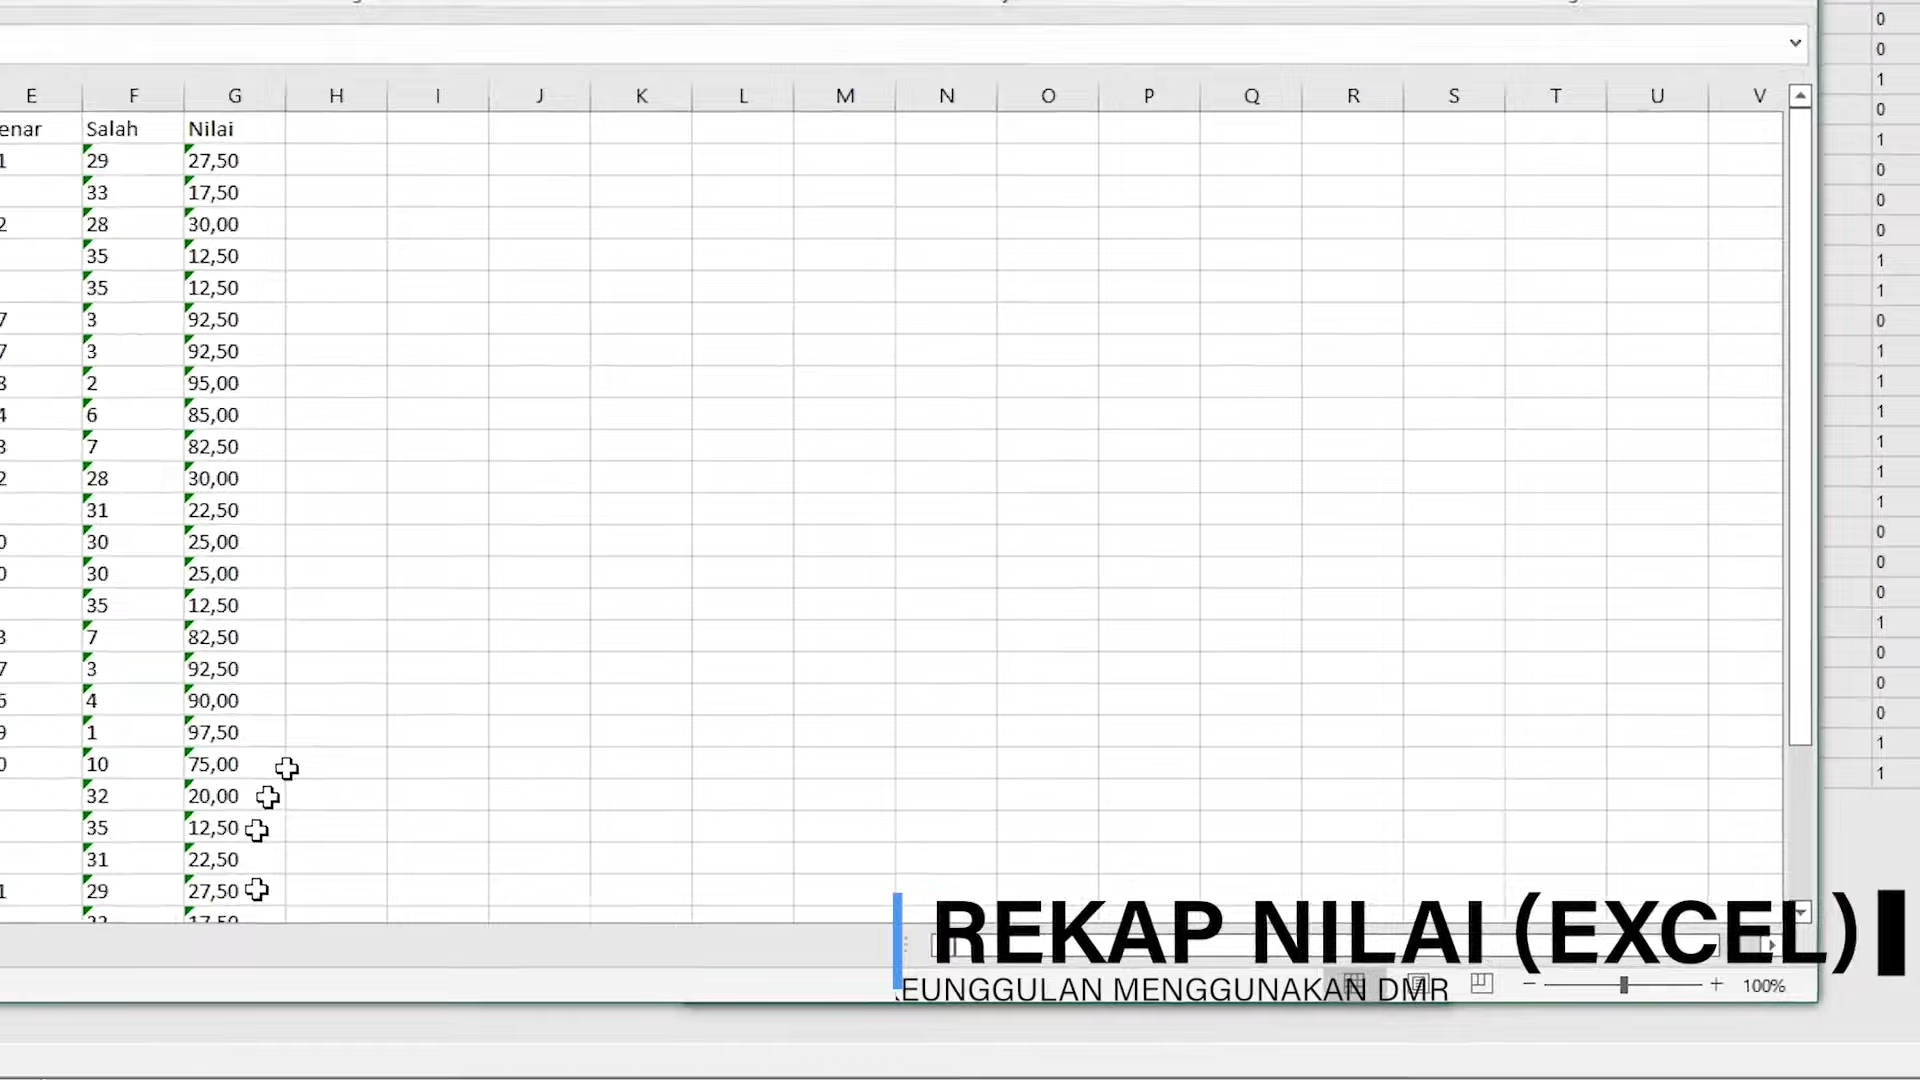 E F G H I J K L M N O P Q R S T U V
enar Salah Nilai
1 29 27,50
33 17,50
2 28 30,00
35 12,50
35 12,50
7 3 92,50
7 3 92,50
8 2 95,00
4 6 85,00
3 7 82,50
2 28 30,00
31 22,50
0 30 25,00
0 30 25,00
35 12,50
3 7 82,50
7 3 92,50
6 4 90,00
9 1 97,50
0 10 75,00
32 20,00
35 12,50
31 22,50
1 29 27,50
17,50
0
0
1
0
1
0
0
0
1
1
0
1
1
1
1
1
1
0
0
0
1
0
0
0
1
1
REKAP NILAI (EXCEL)
EUNGGULAN MENGGUNAKAN DMR
100%